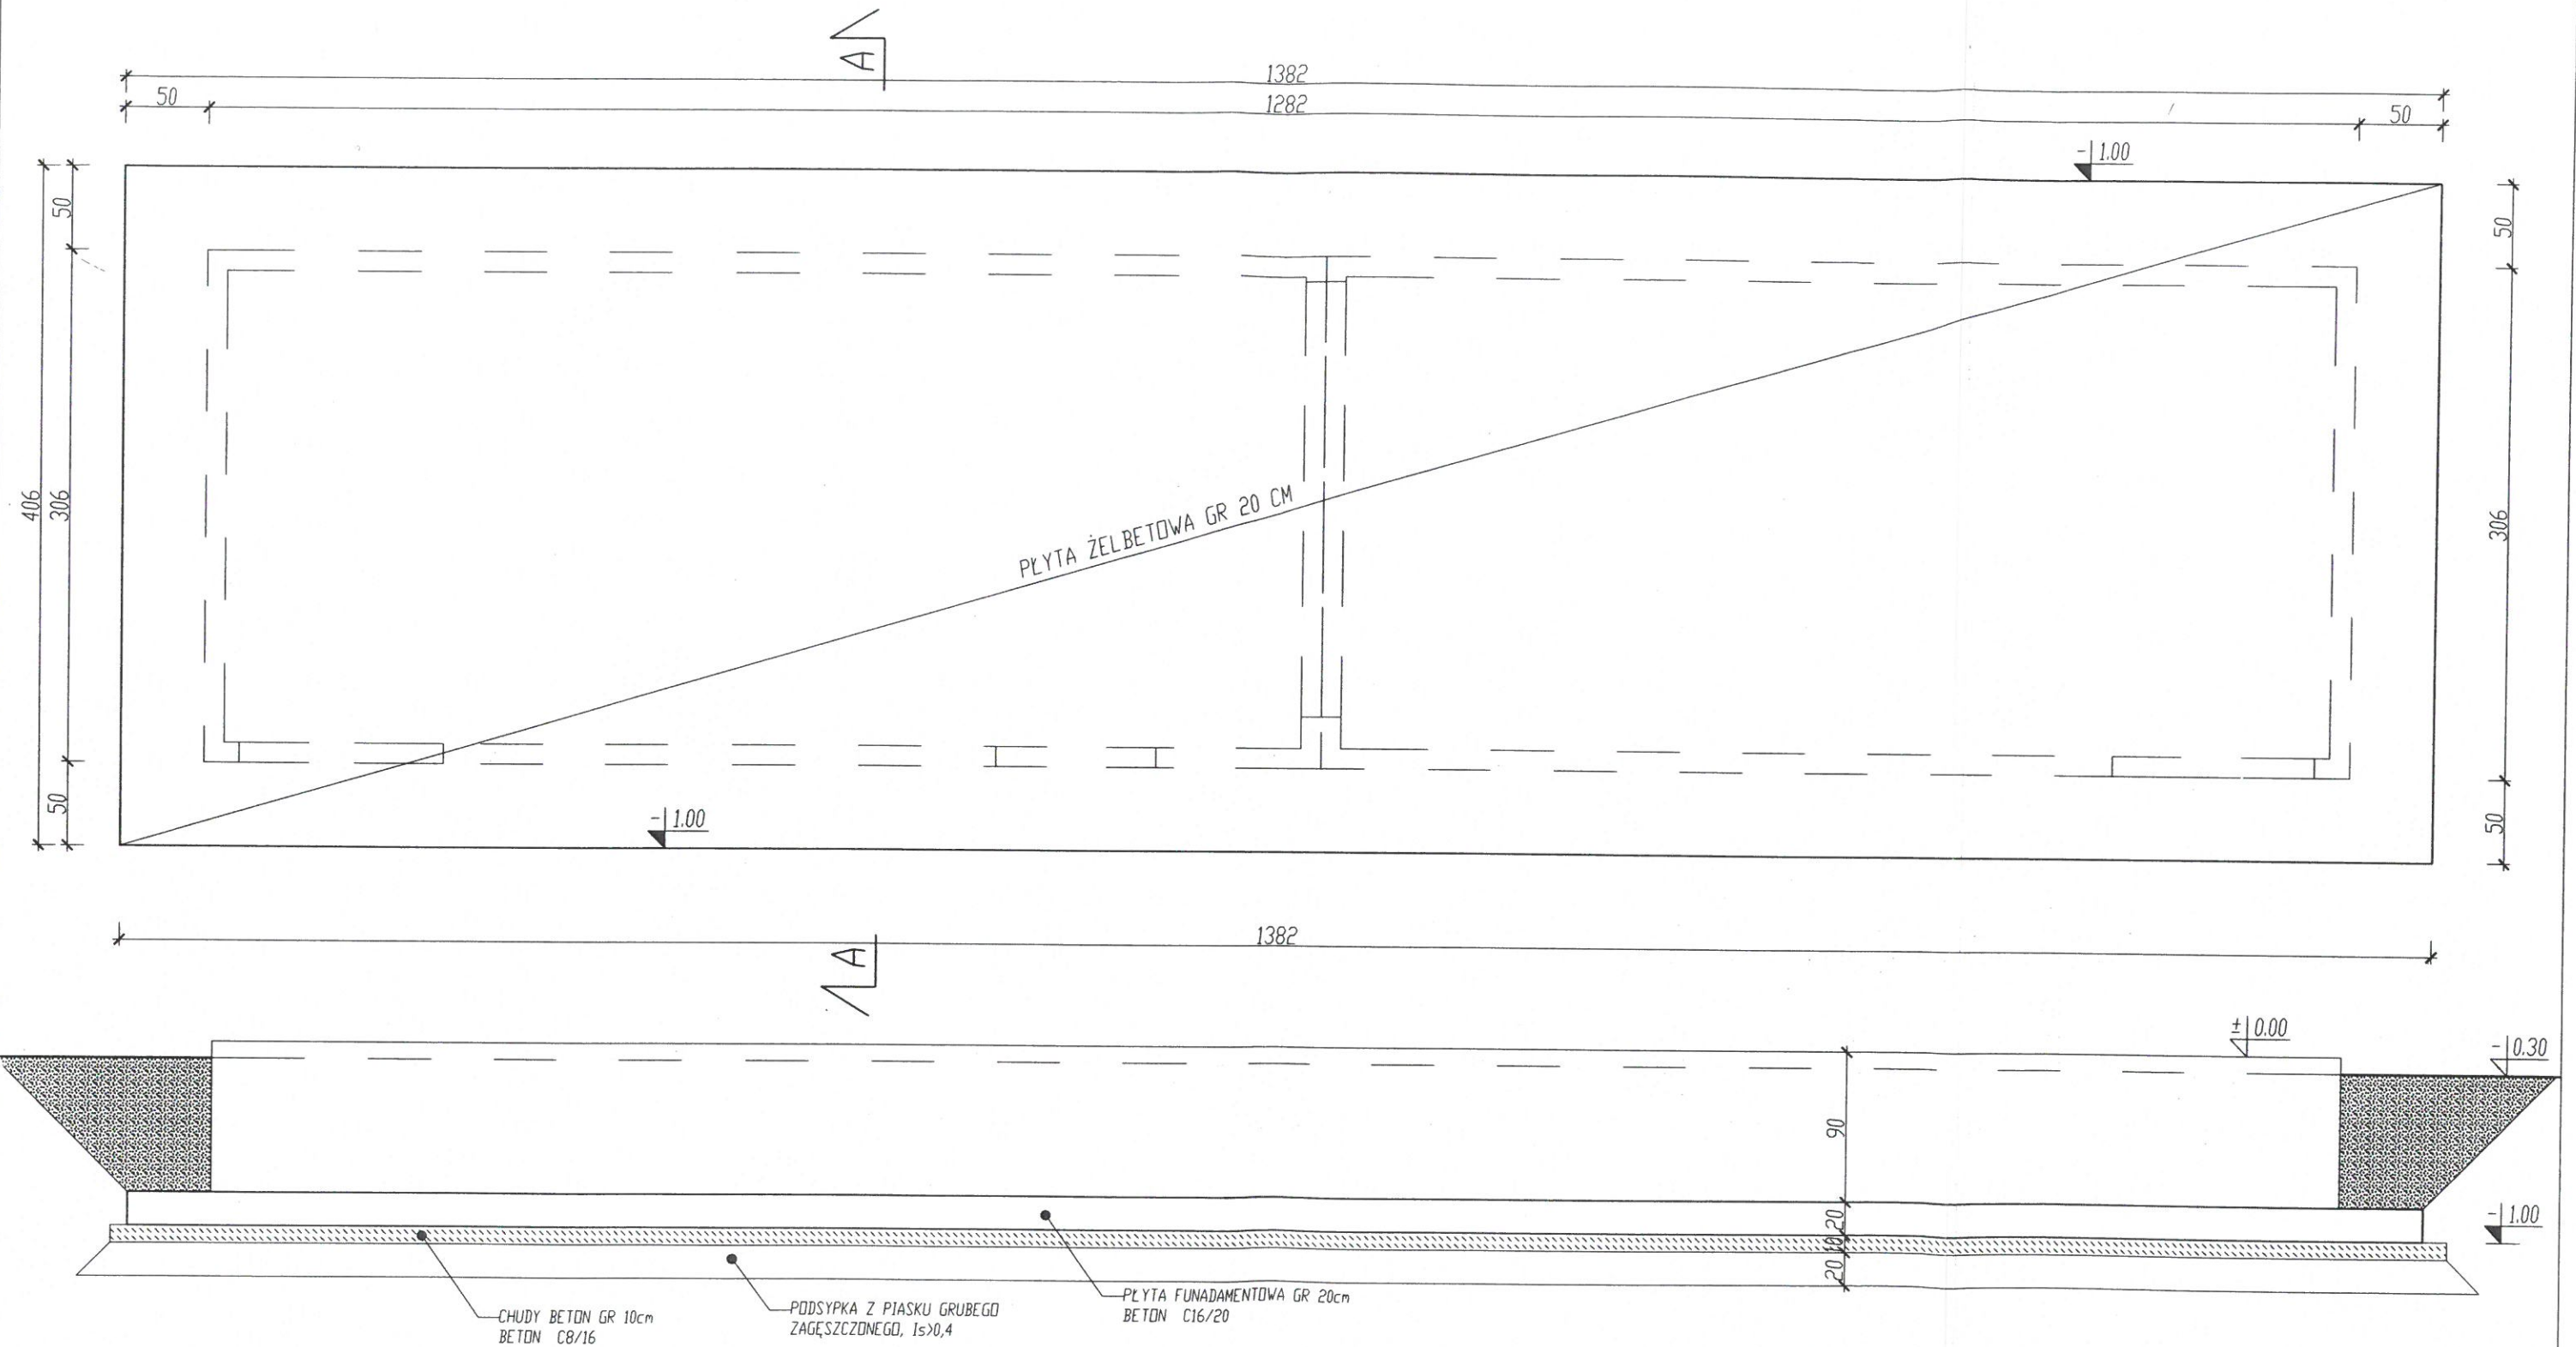 A
1382
50
1282
50
-1.00
50
50
406
306
306
PŁYTA ŻELBETOWA GR 20 CM
50
-1.00
50
1382
A
±0.00
-0.30
90
20
-1.00
10
20
CHUDY BETON GR 10cm
BETON C8/16
PODSYPKA Z PIASKU GRUBEGO
ZAGĘSZCZONEGO, Is>0,4
PŁYTA FUNADAMENTOWA GR 20cm
BETON C16/20